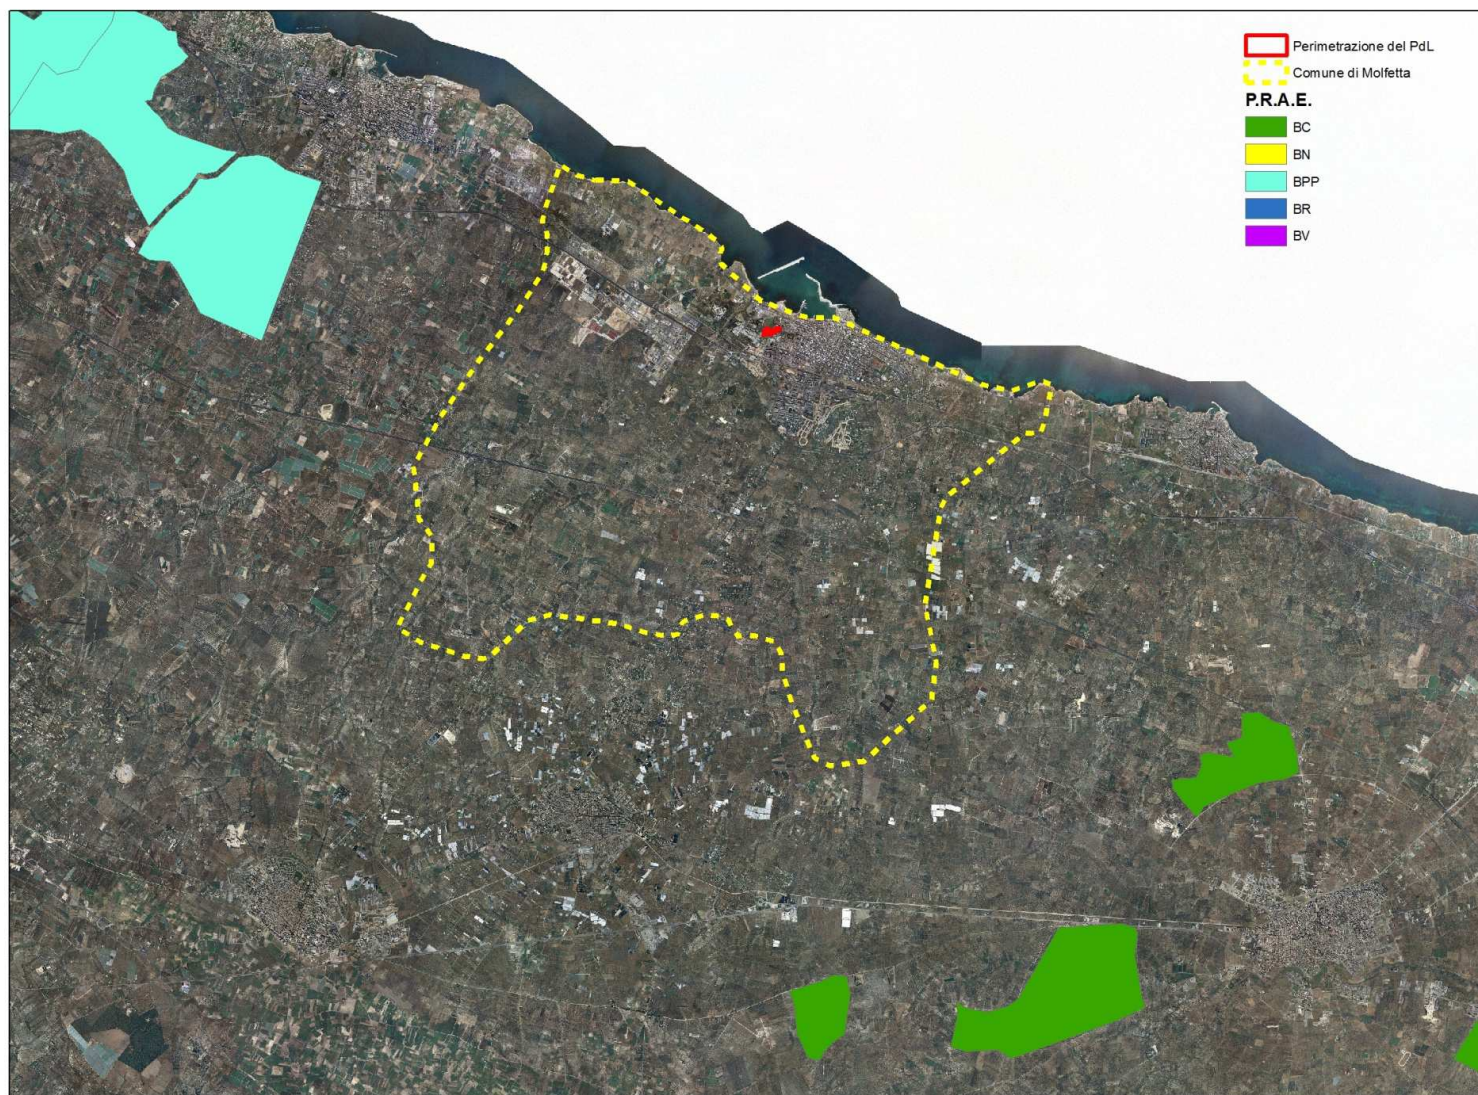 Perimetrazione del PdL
Comune di Molfetta
P.R.A.E.
BC
BN
BPP
BR
BV